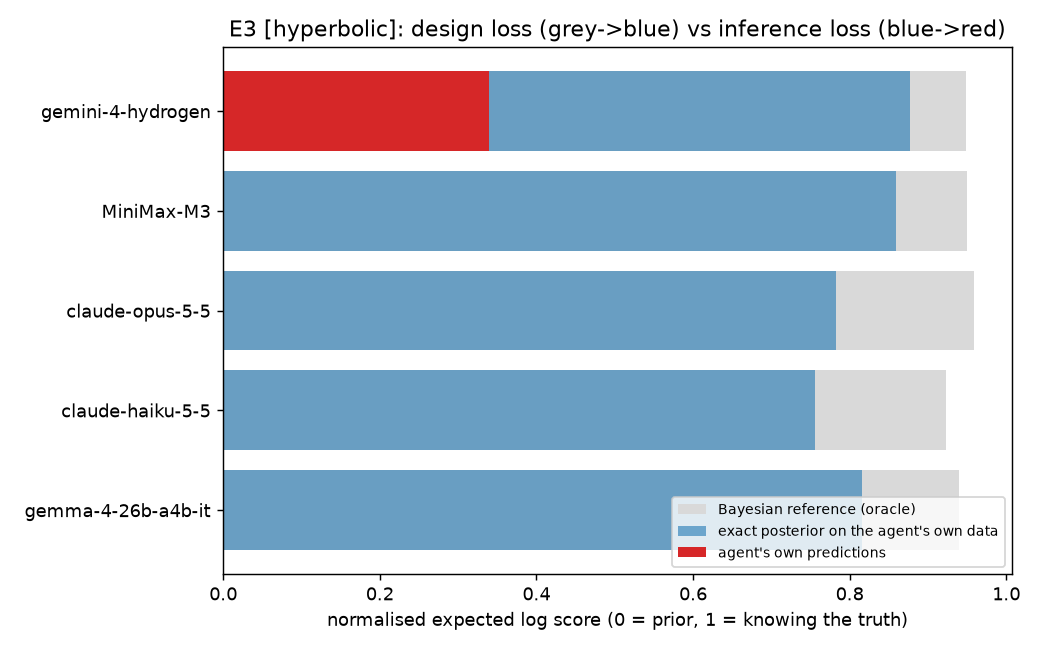 E3 [hyperbolic]: design loss (grey->blue) vs inference loss (blue->red)
gemini-4-hydrogen
MiniMax-M3
claude-opus-5-5
claude-haiku-5-5
gemma-4-26b-a4b-it
Bayesian reference (oracle)
exact posterior on the agent's own data
agent's own predictions
0.0 0.2 0.4 0.6 0.8 1.0
normalised expected log score (0 = prior, 1 = knowing the truth)